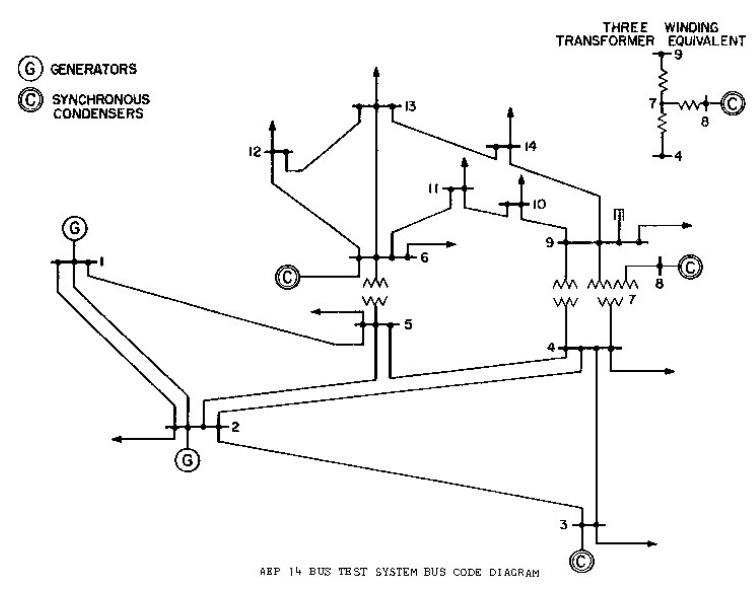 THREE WINDING
TRANSFORMER EQUIVALENT
9
7
8
C
4
G GENERATORS
C SYNCHRONOUS
CONDENSERS
13
14
12
11
10
9
6
C
C
8
7
G
1
5
4
2
G
3
C
AEP 14 BUS TEST SYSTEM BUS CODE DIAGRAM